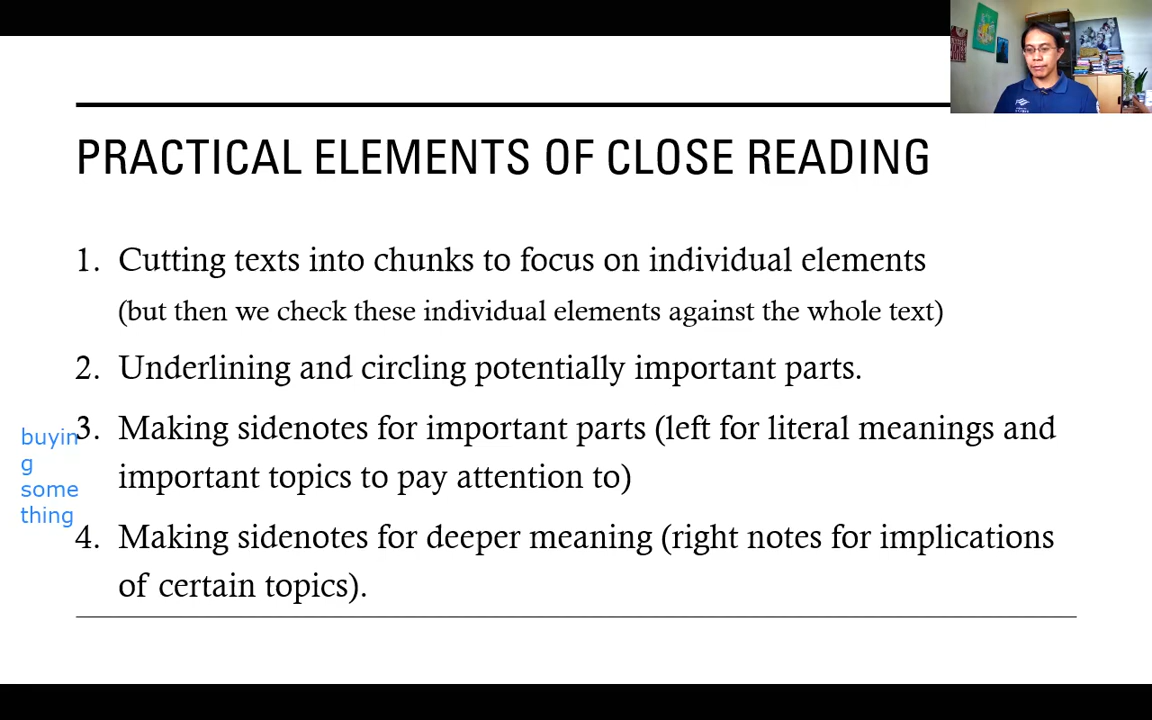 PRACTICAL ELEMENTS OF CLOSE READING
1. Cutting texts into chunks to focus on individual elements
(but then we check these individual elements against the whole text)
2. Underlining and circling potentially important parts.
3. Making sidenotes for important parts (left for literal meanings and
important topics to pay attention to)
4. Making sidenotes for deeper meaning (right notes for implications
of certain topics).
buyin
g
some
thing